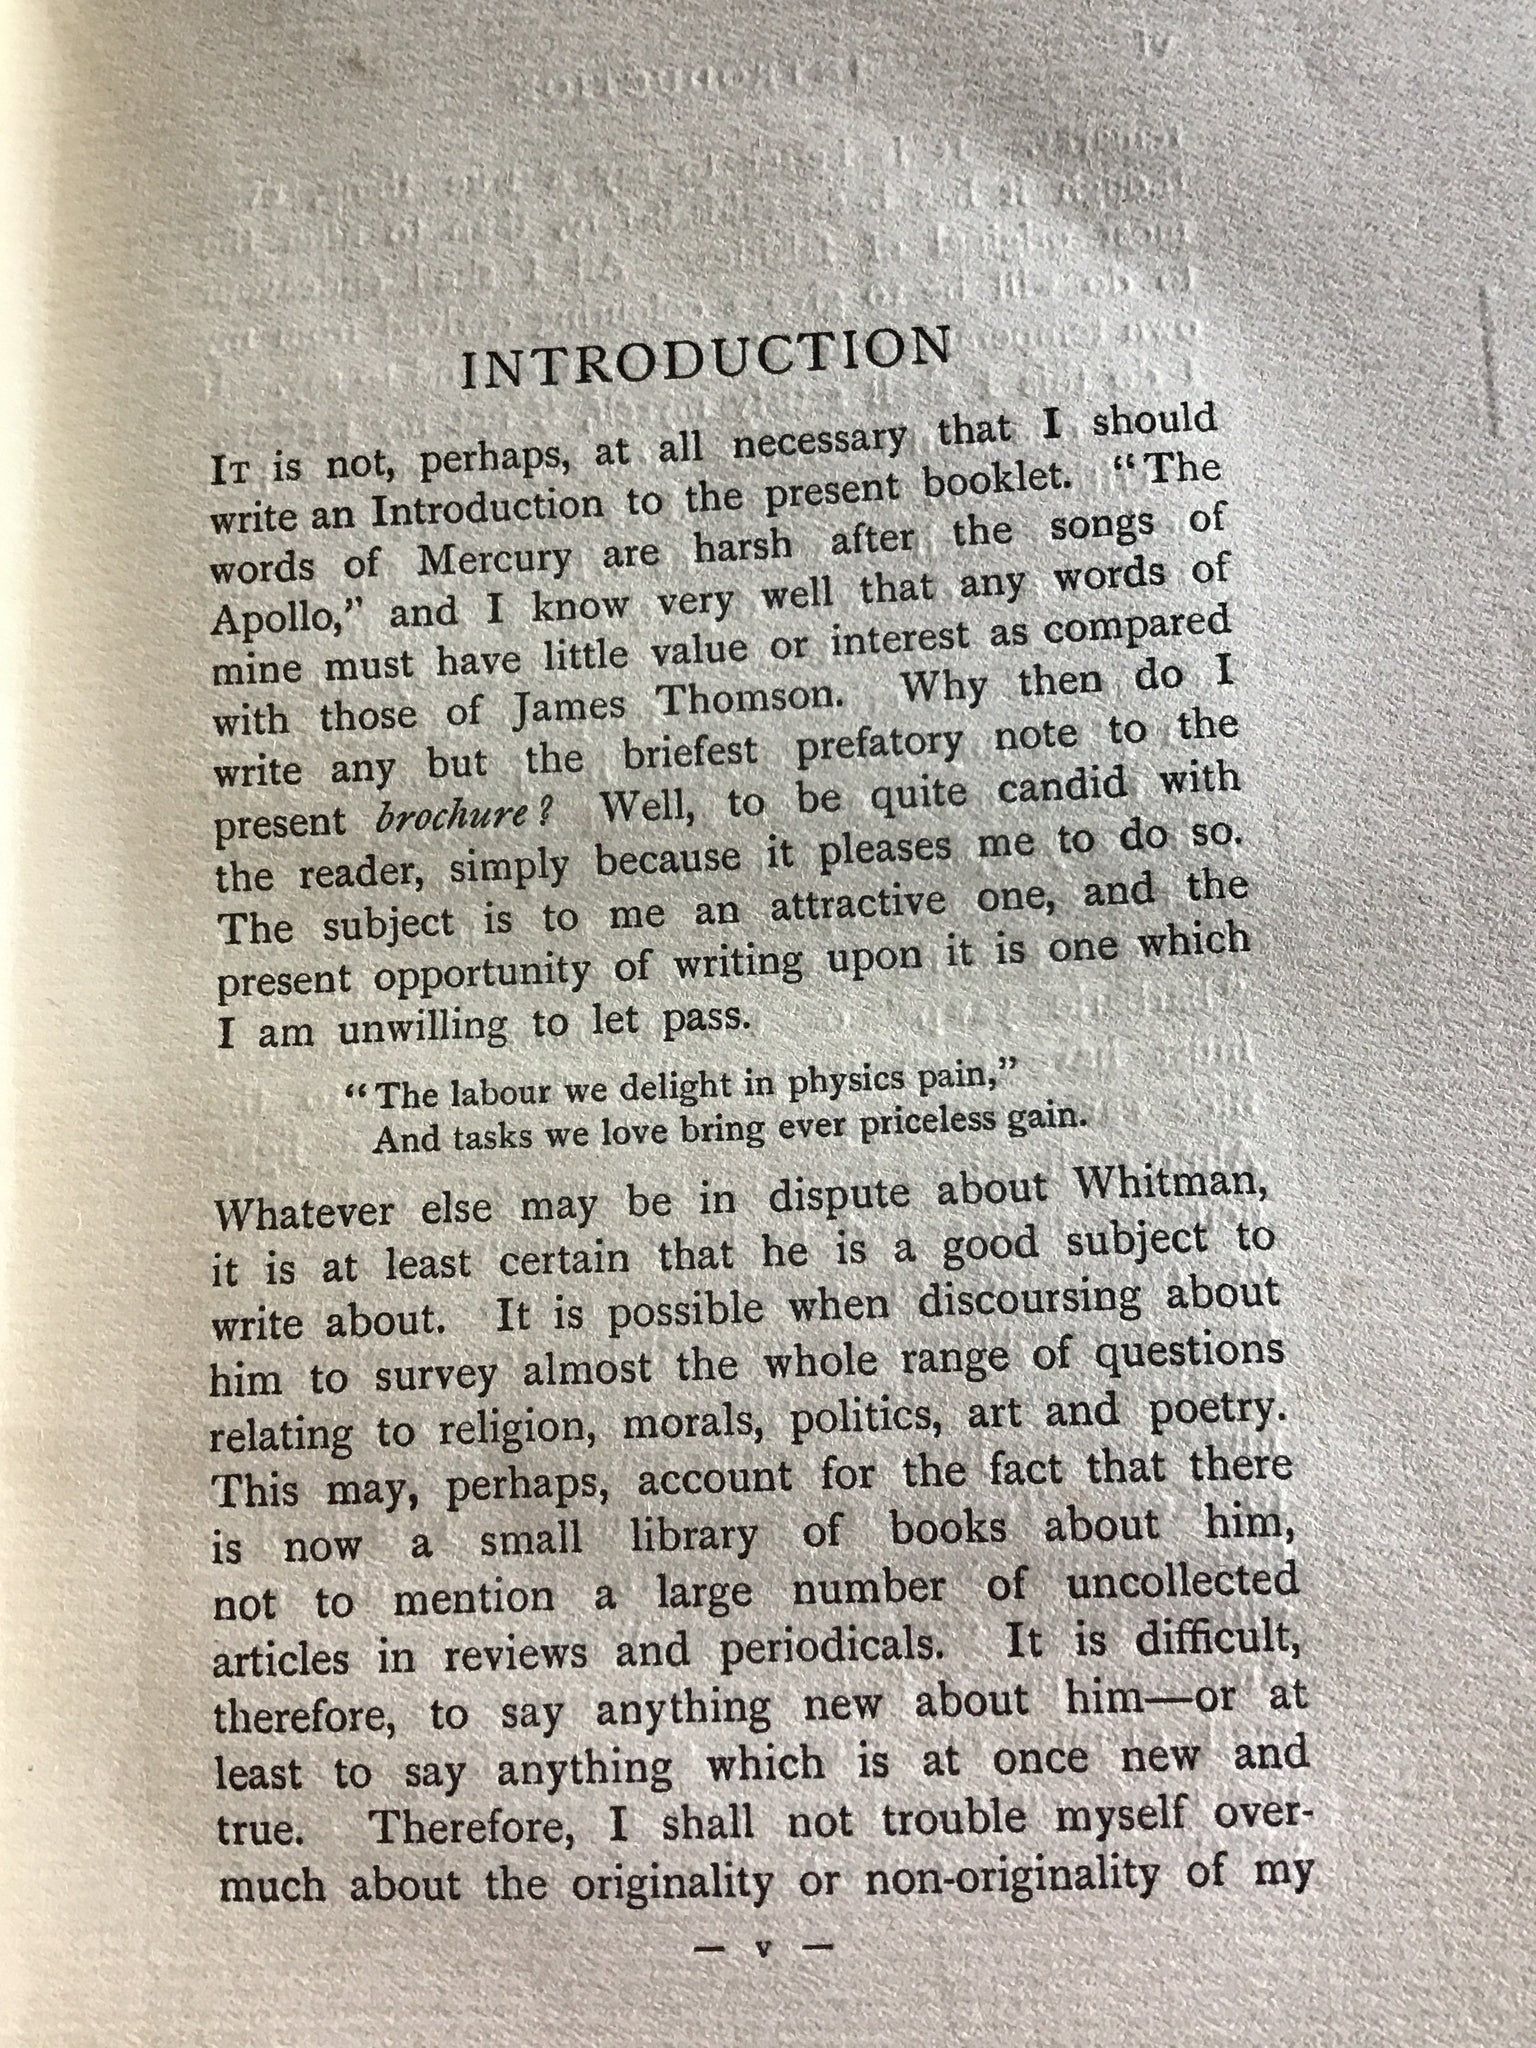 INTRODUCTION
IT is not, perhaps, at all necessary that I should
write an Introduction to the present booklet. “The
words of Mercury are harsh after the songs of
Apollo,” and I know very well that any words of
mine must have little value or interest as compared
with those of James Thomson. Why then do I
write any but the briefest prefatory note to the
present brochure? Well, to be quite candid with
the reader, simply because it pleases me to do so.
The subject is to me an attractive one, and the
present opportunity of writing upon it is one which
I am unwilling to let pass.
“The labour we delight in physics pain,”
And tasks we love bring ever priceless gain.
Whatever else may be in dispute about Whitman,
it is at least certain that he is a good subject to
write about. It is possible when discoursing about
him to survey almost the whole range of questions
relating to religion, morals, politics, art and poetry.
This may, perhaps, account for the fact that there
is now a small library of books about him,
not to mention a large number of uncollected
articles in reviews and periodicals. It is difficult,
therefore, to say anything new about him—or at
least to say anything which is at once new and
true. Therefore, I shall not trouble myself over-
much about the originality or non-originality of my
— v —